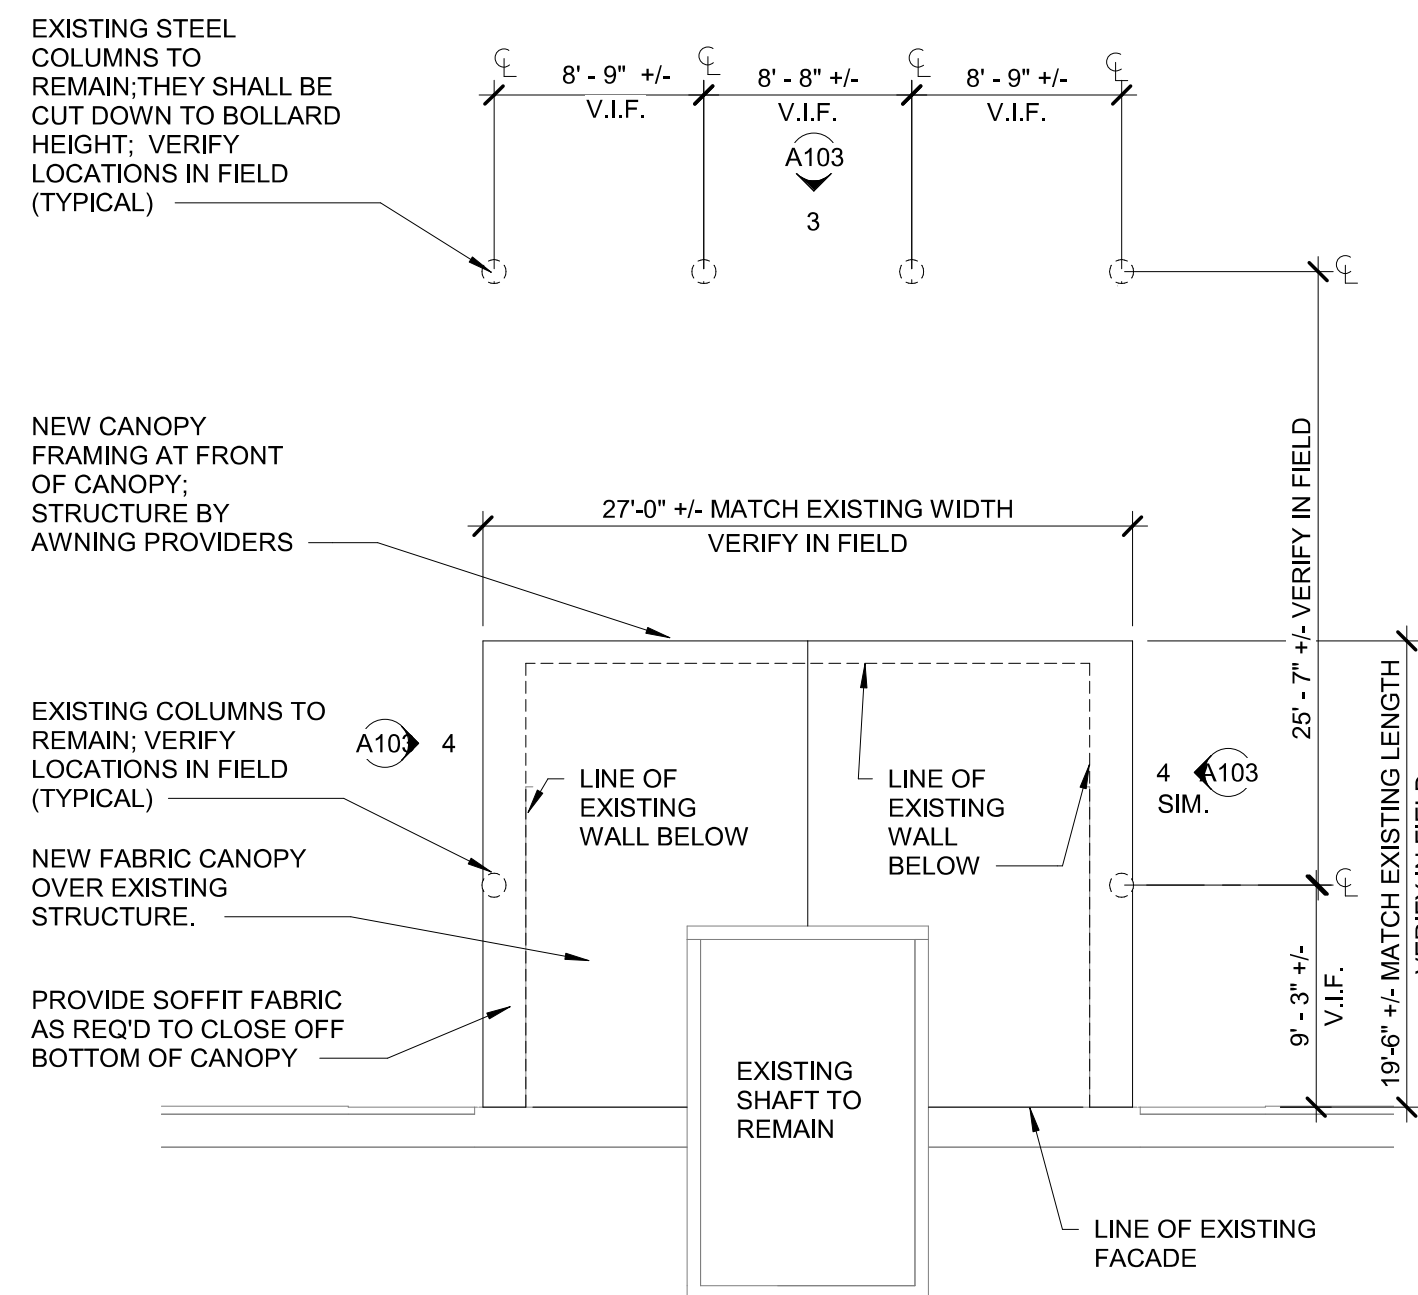 EXISTING STEEL
COLUMNS TO
REMAIN;THEY SHALL BE
CUT DOWN TO BOLLARD
HEIGHT; VERIFY
LOCATIONS IN FIELD
(TYPICAL)
8' - 9" +/-
V.I.F.
8' - 8" +/-
V.I.F.
8' - 9" +/-
V.I.F.
A103
3
NEW CANOPY
FRAMING AT FRONT
OF CANOPY;
STRUCTURE BY
AWNING PROVIDERS
27'-0" +/- MATCH EXISTING WIDTH
VERIFY IN FIELD
25' - 7" +/- VERIFY IN FIELD
EXISTING COLUMNS TO
REMAIN; VERIFY
LOCATIONS IN FIELD
(TYPICAL)
A103
4
LINE OF
EXISTING
WALL BELOW
LINE OF
EXISTING
WALL
BELOW
4
SIM.
A103
NEW FABRIC CANOPY
OVER EXISTING
STRUCTURE.
PROVIDE SOFFIT FABRIC
AS REQ'D TO CLOSE OFF
BOTTOM OF CANOPY
EXISTING
SHAFT TO
REMAIN
9' - 3" +/-
V.I.F.
19'-6" +/- MATCH EXISTING LENGTH
VERIFY IN FIELD
LINE OF EXISTING
FACADE